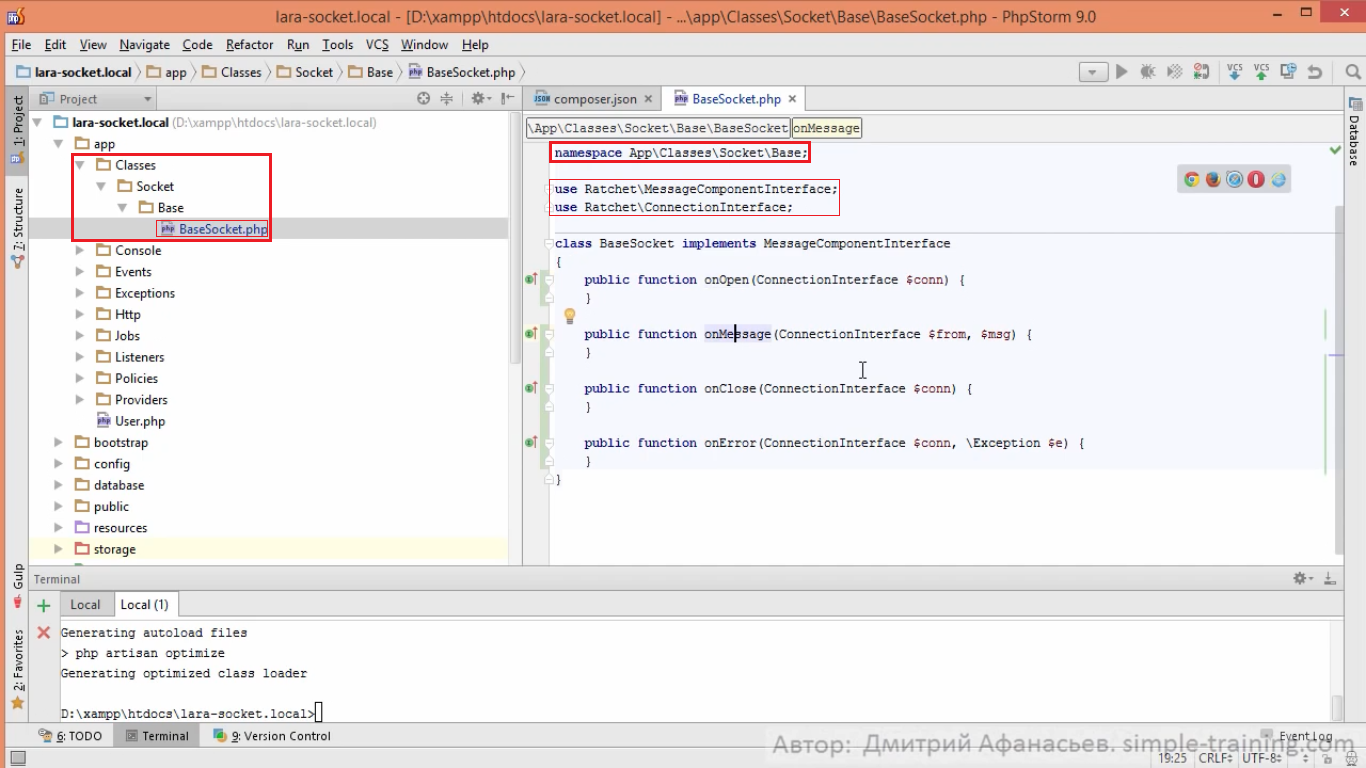 lara-socket.local - [D:\xampp\htdocs\lara-socket.local] - ...\app\Classes\Socket\Base\BaseSocket.php - PhpStorm 9.0
File Edit View Navigate Code Refactor Run Tools VCS Window Help
lara-socket.local app Classes Socket Base BaseSocket.php
VCS VCS
1: Project
7: Structure
Gulp
2: Favorites
Project
lara-socket.local (D:\xampp\htdocs\lara-socket.local)
app
Classes
Socket
Base
BaseSocket.php
Console
Events
Exceptions
Http
Jobs
Listeners
Policies
Providers
User.php
bootstrap
config
database
public
resources
storage
composer.json BaseSocket.php
\App\Classes\Socket\Base\BaseSocket onMessage
namespace App\Classes\Socket\Base;
use Ratchet\MessageComponentInterface;
use Ratchet\ConnectionInterface;
class BaseSocket implements MessageComponentInterface
{
public function onOpen(ConnectionInterface $conn) {
}
public function onMessage(ConnectionInterface $from, $msg) {
}
public function onClose(ConnectionInterface $conn) {
}
public function onError(ConnectionInterface $conn, \Exception $e) {
}
}
Database
Terminal
Local Local (1)
Generating autoload files
> php artisan optimize
Generating optimized class loader
D:\xampp\htdocs\lara-socket.local>
6: TODO Terminal 9: Version Control Event Log
Автор: Дмитрий Афанасьев. simple-training.com
19:25 CRLF UTF-8